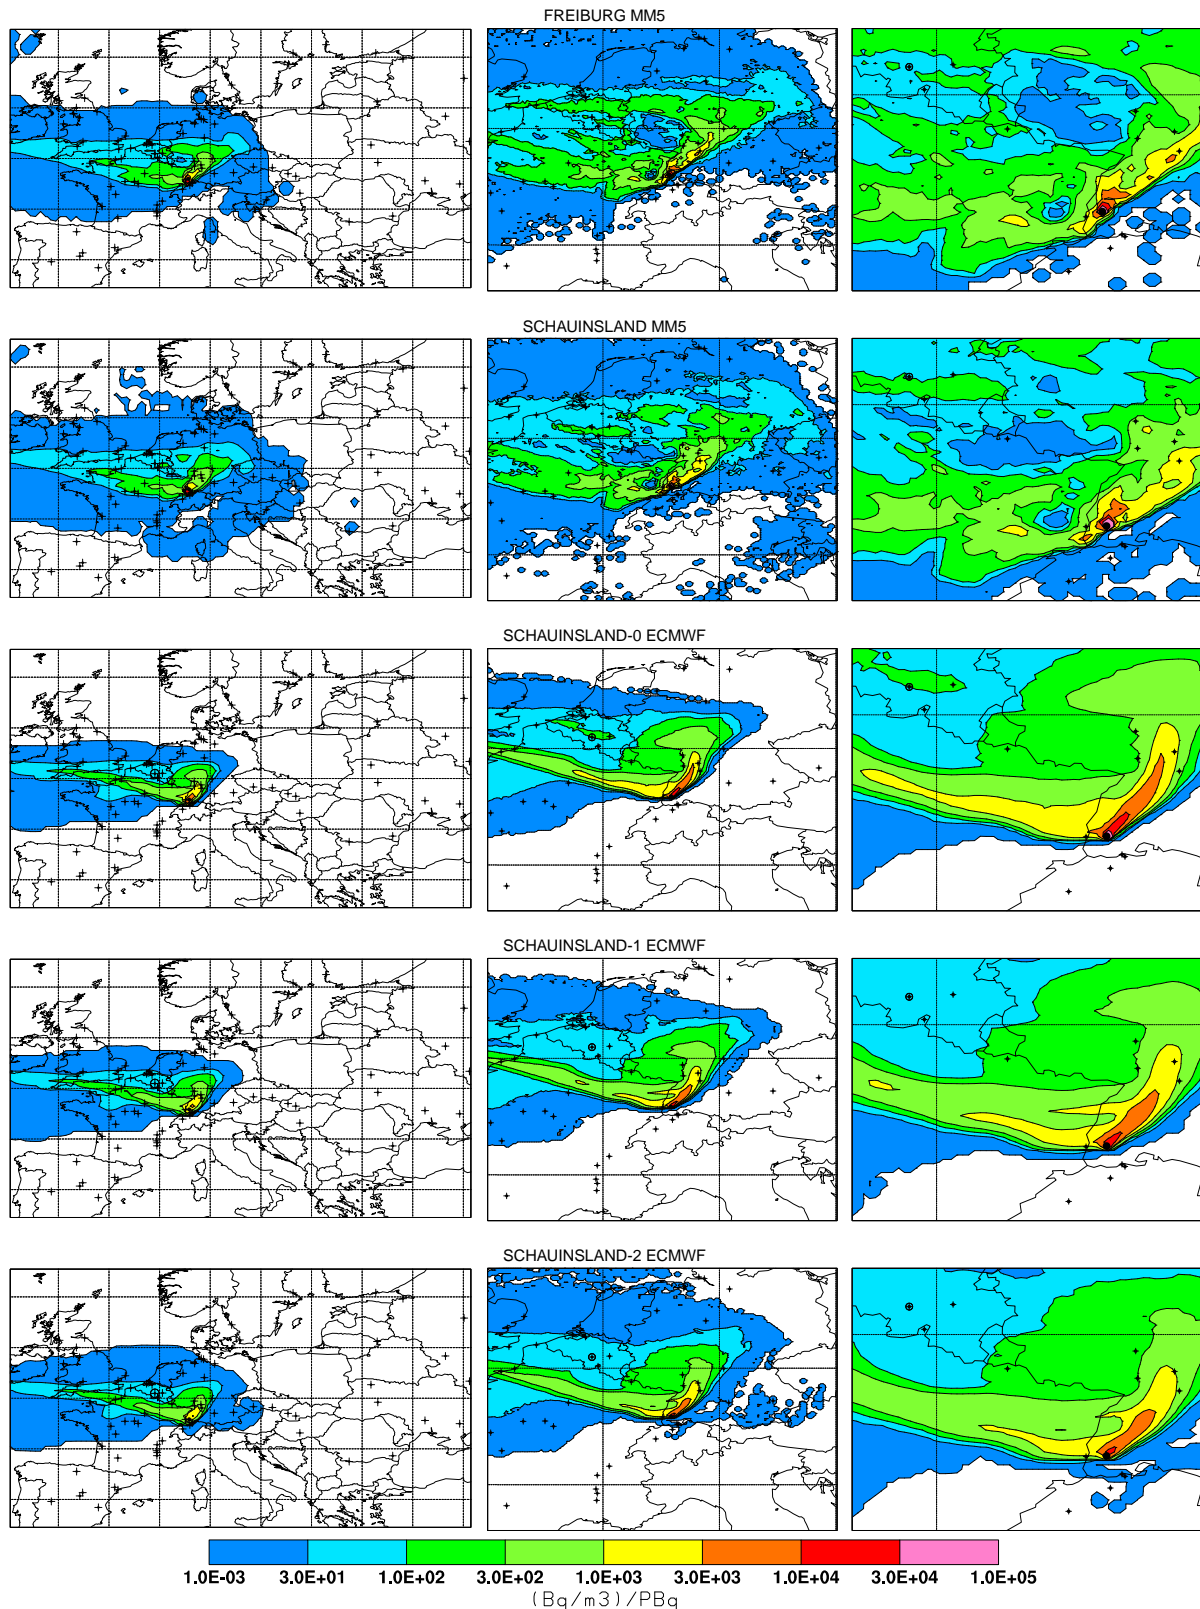 FREIBURG MM5
SCHAUINSLAND MM5
SCHAUINSLAND-0 ECMWF
SCHAUINSLAND-1 ECMWF
SCHAUINSLAND-2 ECMWF
1.0E-03 3.0E+01 1.0E+02 3.0E+02 1.0E+03 3.0E+03 1.0E+04 3.0E+04 1.0E+05
(Bq/m3)/PBq